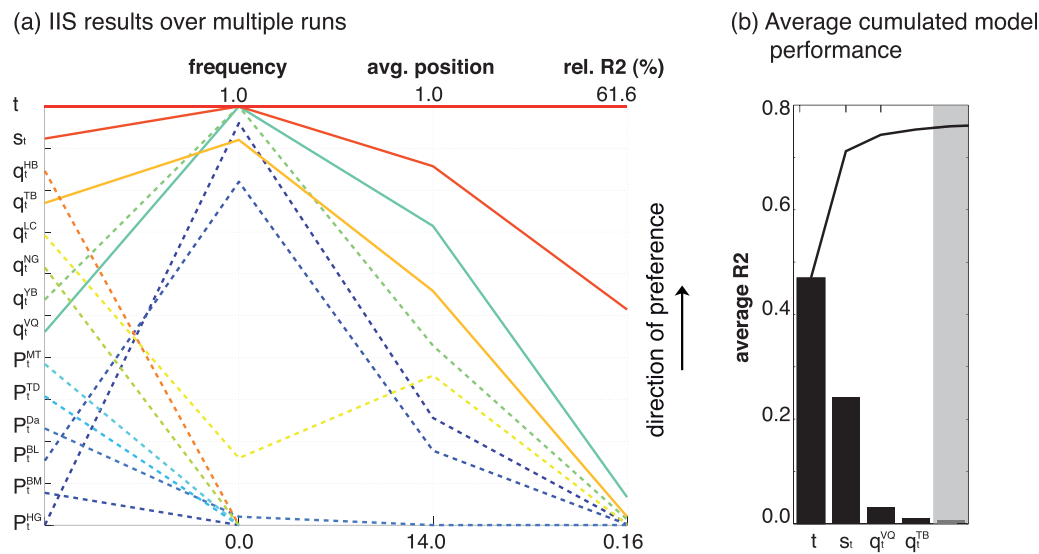 (a) IIS results over multiple runs
frequency avg. position rel. R2 (%)
1.0 1.0 61.6
t
sₜ
qₜᴴᴮ
qₜᵀᴮ
qₜᴸꟲ
qₜᴺᴳ
qₜʸᴮ
qₜⱽQ
Pₜᴹᵀ
Pₜᵀᴰ
Pₜᴰᵃ
Pₜᴮᴸ
Pₜᴮᴹ
Pₜᴴᴳ
0.0 14.0 0.16
direction of preference
(b) Average cumulated model
performance
average R2
0.8
0.6
0.4
0.2
0.0
t sₜ qₜⱽQ qₜᵀᴮ